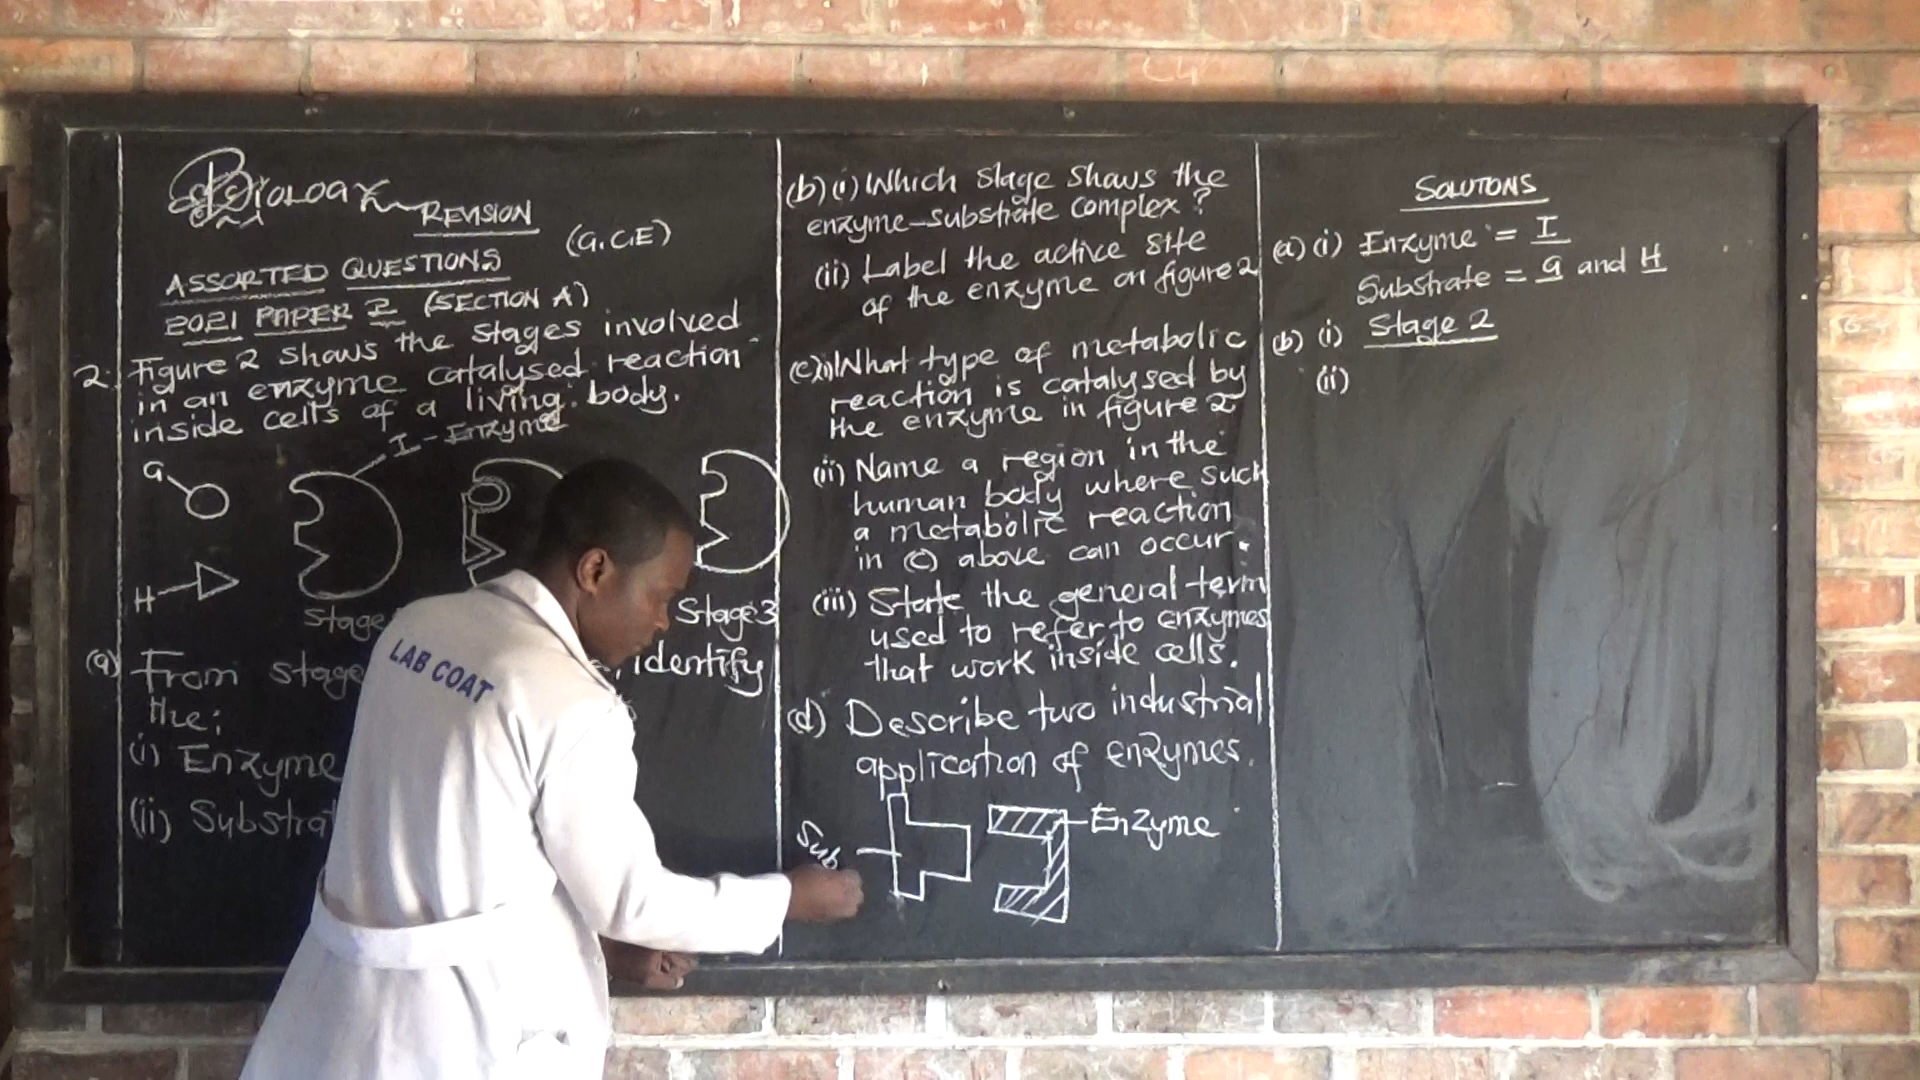 BIOLOGY
REVISION
(G.C.E)
ASSORTED QUESTIONS
2021 PAPER 2 (SECTION A)
2. Figure 2 shows the stages involved
in an enzyme catalysed reaction
inside cells of a living body.
I - Enzyme
G
H
Stage
Stage 3
(a) From stage identify
the;
(i) Enzyme
(ii) Substrat
LAB COAT
(b)(i) Which stage shows the
enzyme-substrate complex?
(ii) Label the active site
of the enzyme on figure 2
(c)(i) What type of metabolic
reaction is catalysed by
the enzyme in figure 2
(ii) Name a region in the
human body where such
a metabolic reaction
in (c) above can occur.
(iii) State the general term
used to refer to enzymes
that work inside cells.
(d) Describe two industrial
application of enzymes.
Sub
Enzyme
SOLUTONS
(a) (i) Enzyme = I
Substrate = G and H
(b) (i) Stage 2
(ii)